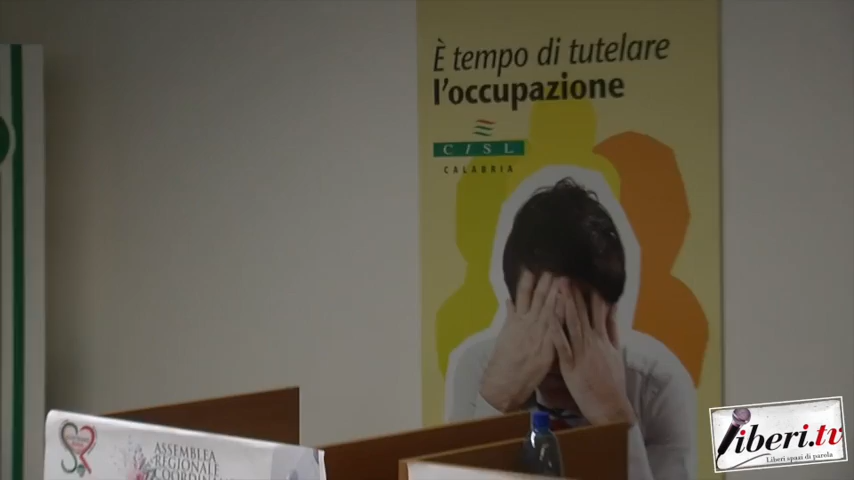 È tempo di tutelare
l'occupazione
CISL
CALABRIA
ASSEMBLEA
REGIONALE
liberi.tv
Liberi spazi di parola